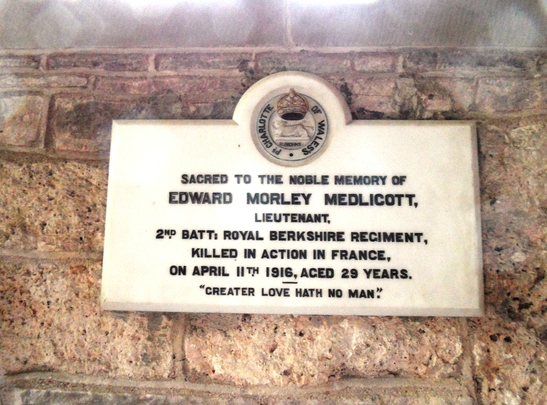 Pss CHARLOTTE OF WALES'S
SACRED TO THE NOBLE MEMORY OF
EDWARD MORLEY MEDLICOTT,
LIEUTENANT,
2ND BATT: ROYAL BERKSHIRE REGIMENT,
KILLED IN ACTION IN FRANCE,
ON APRIL 11TH 1916, AGED 29 YEARS.
"GREATER LOVE HATH NO MAN."